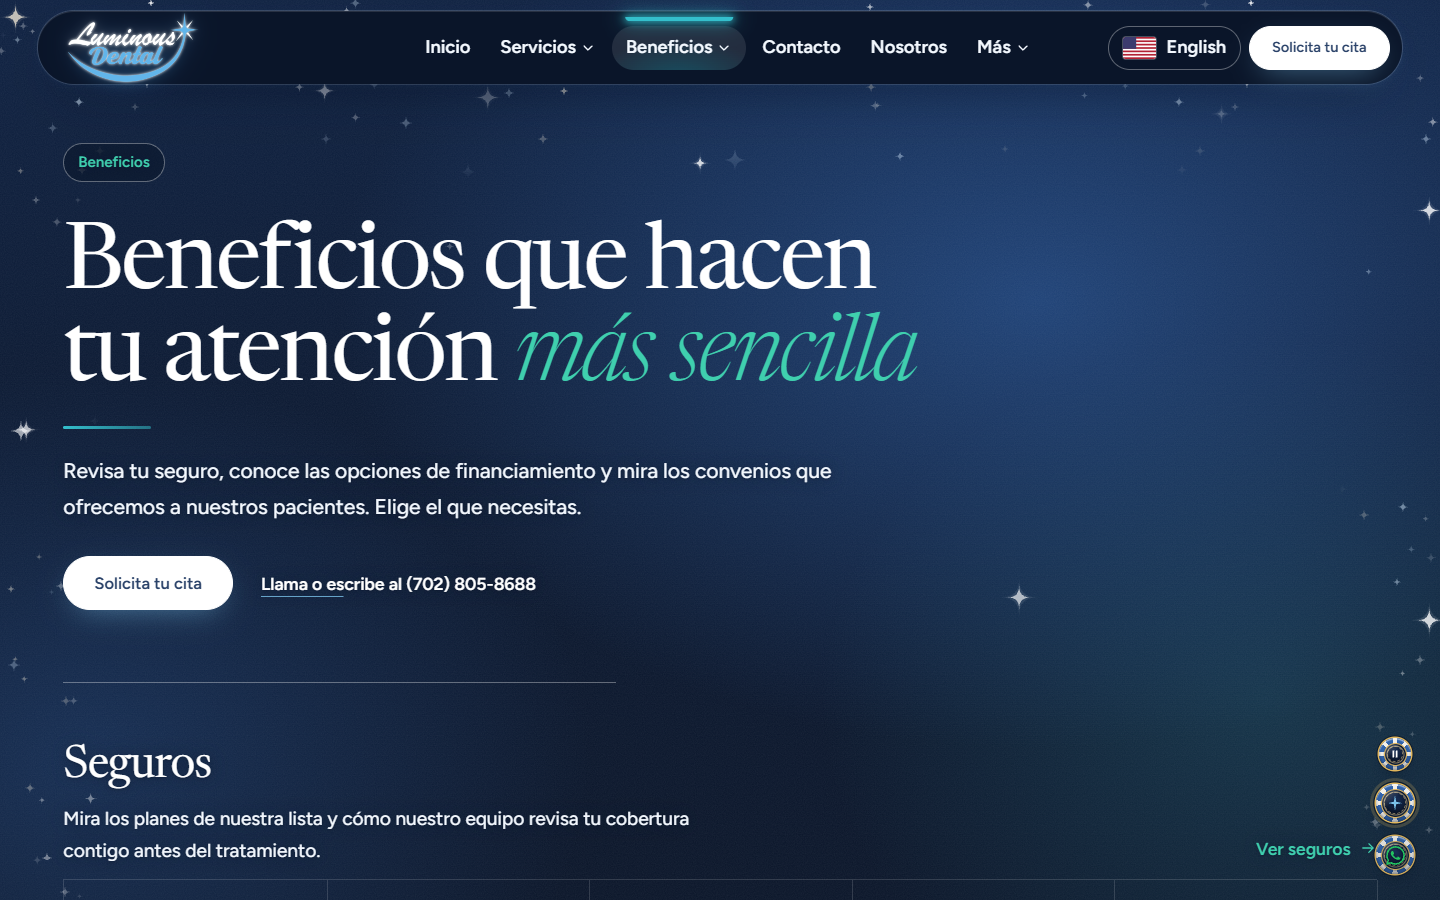 Luminous
Dental
Inicio
Servicios
Beneficios
Contacto
Nosotros
Más
English
Solicita tu cita
Beneficios
Beneficios que hacen
tu atención más sencilla
Revisa tu seguro, conoce las opciones de financiamiento y mira los convenios que
ofrecemos a nuestros pacientes. Elige el que necesitas.
Solicita tu cita
Llama o escribe al (702) 805-8688
Seguros
Mira los planes de nuestra lista y cómo nuestro equipo revisa tu cobertura
contigo antes del tratamiento.
Ver seguros